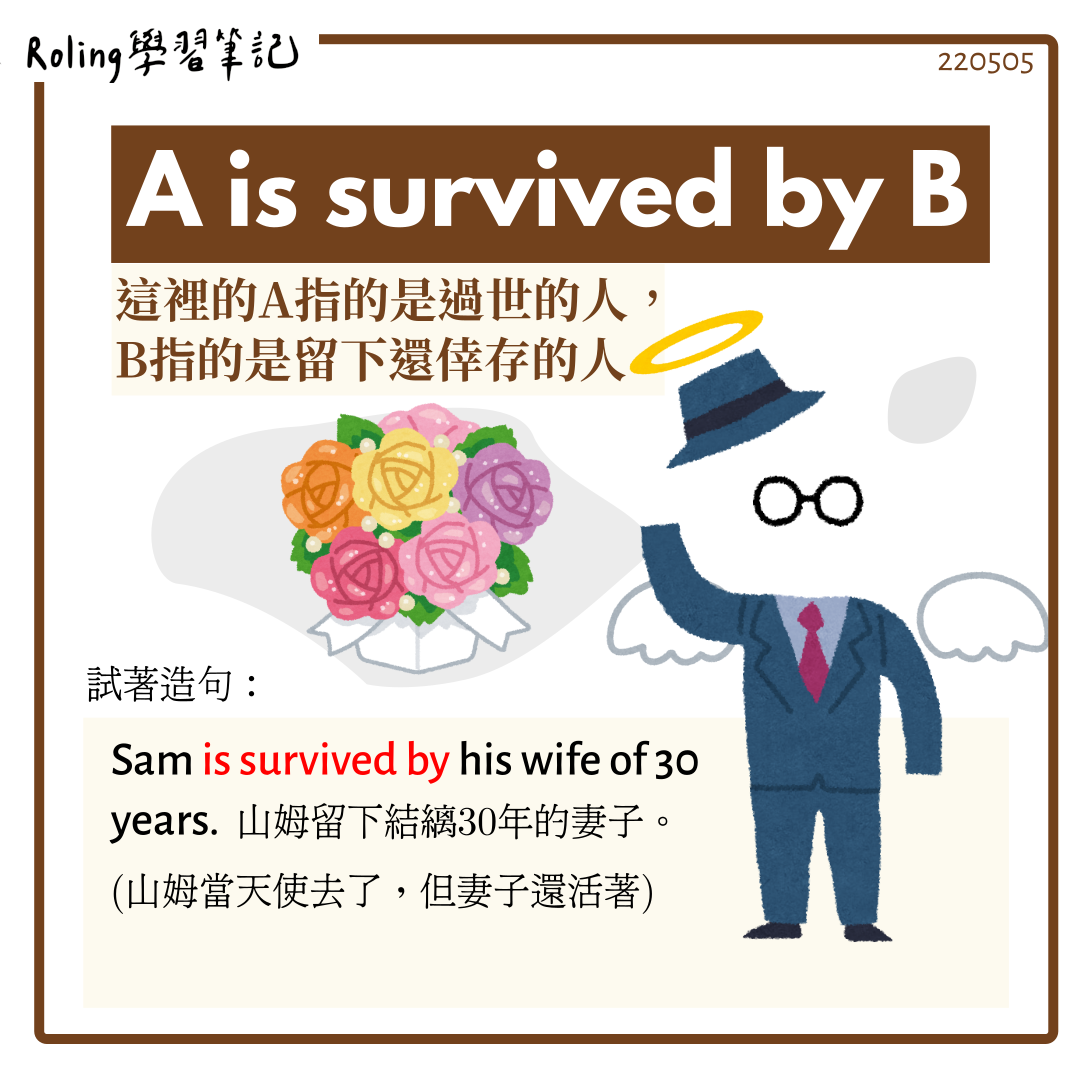 Roling學習筆記
220505
A is survived by B
這裡的A指的是過世的人，
B指的是留下還倖存的人
試著造句：
Sam is survived by his wife of 30
years. 山姆留下結縭30年的妻子。
(山姆當天使去了，但妻子還活著)